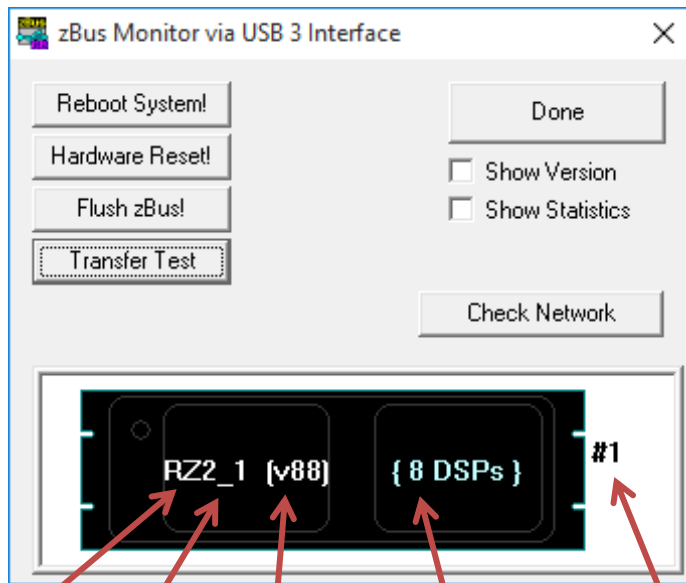 zBus Monitor via USB 3 Interface
Reboot System!
Done
Hardware Reset!
Show Version
Flush zBus!
Show Statistics
Transfer Test
Check Network
RZ2_1 (v88)
{ 8 DSPs }
#1